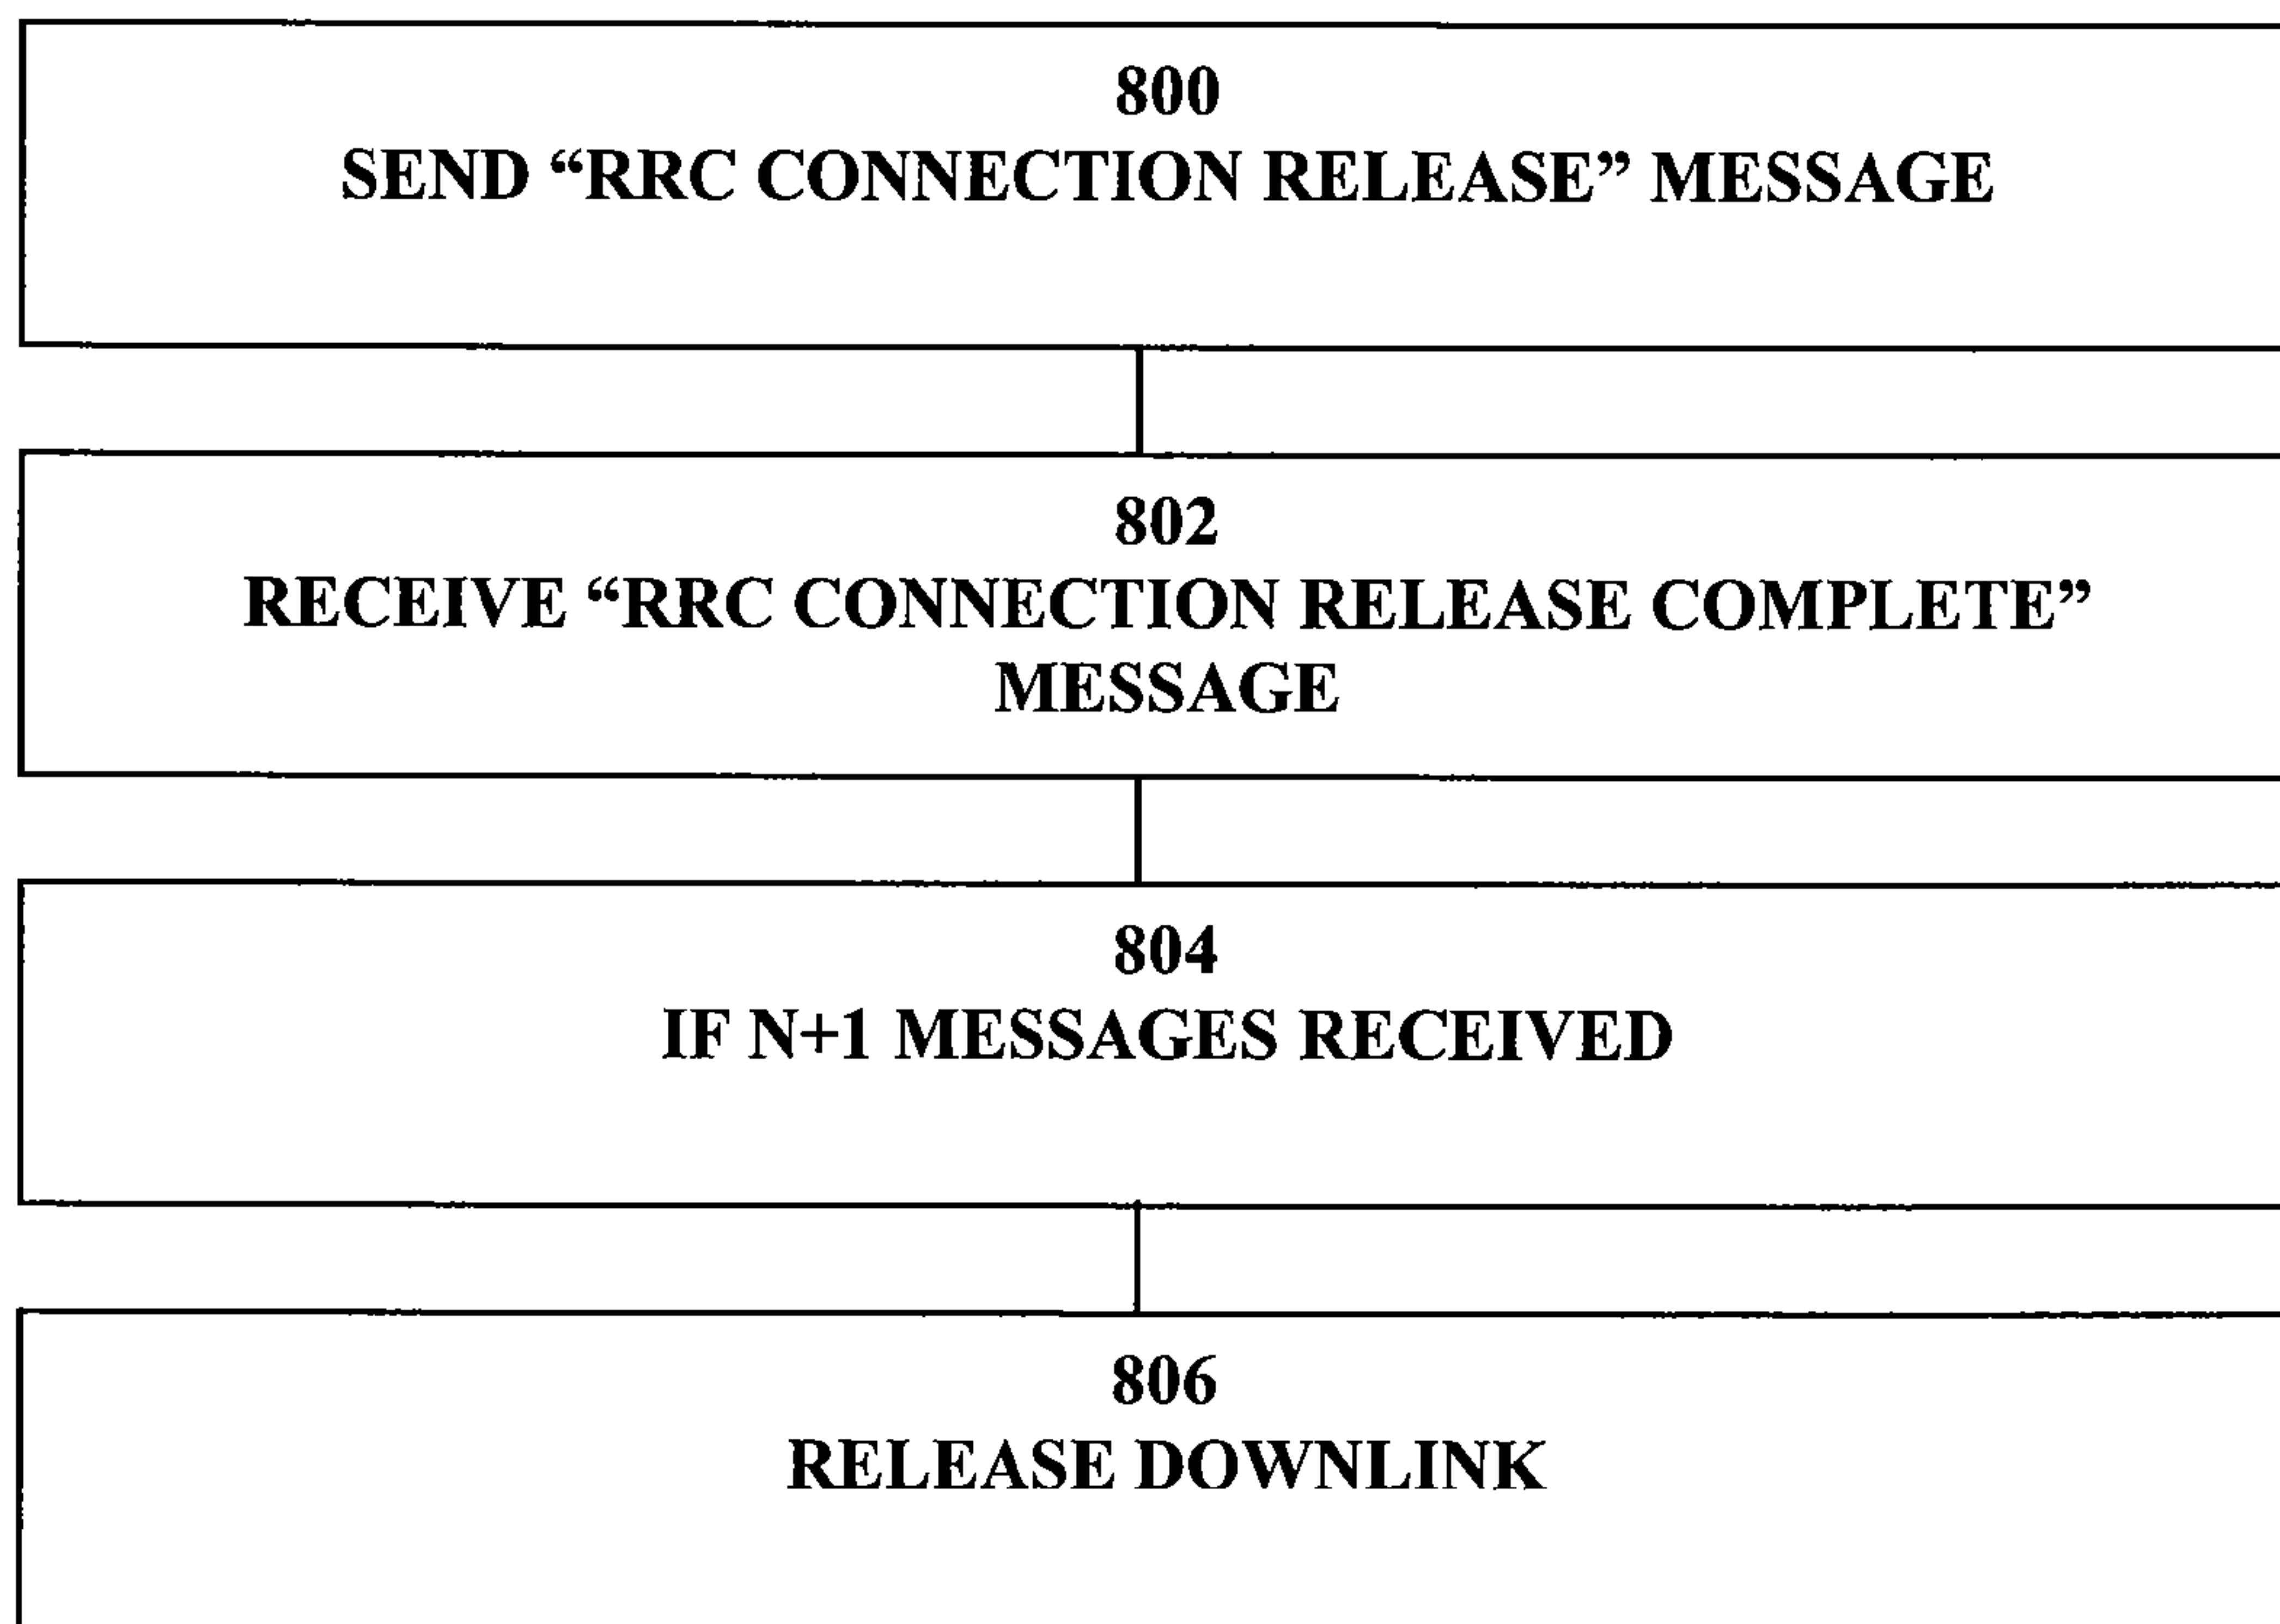 800
SEND “RRC CONNECTION RELEASE” MESSAGE
802
RECEIVE “RRC CONNECTION RELEASE COMPLETE”
MESSAGE
804
IF N+1 MESSAGES RECEIVED
806
RELEASE DOWNLINK